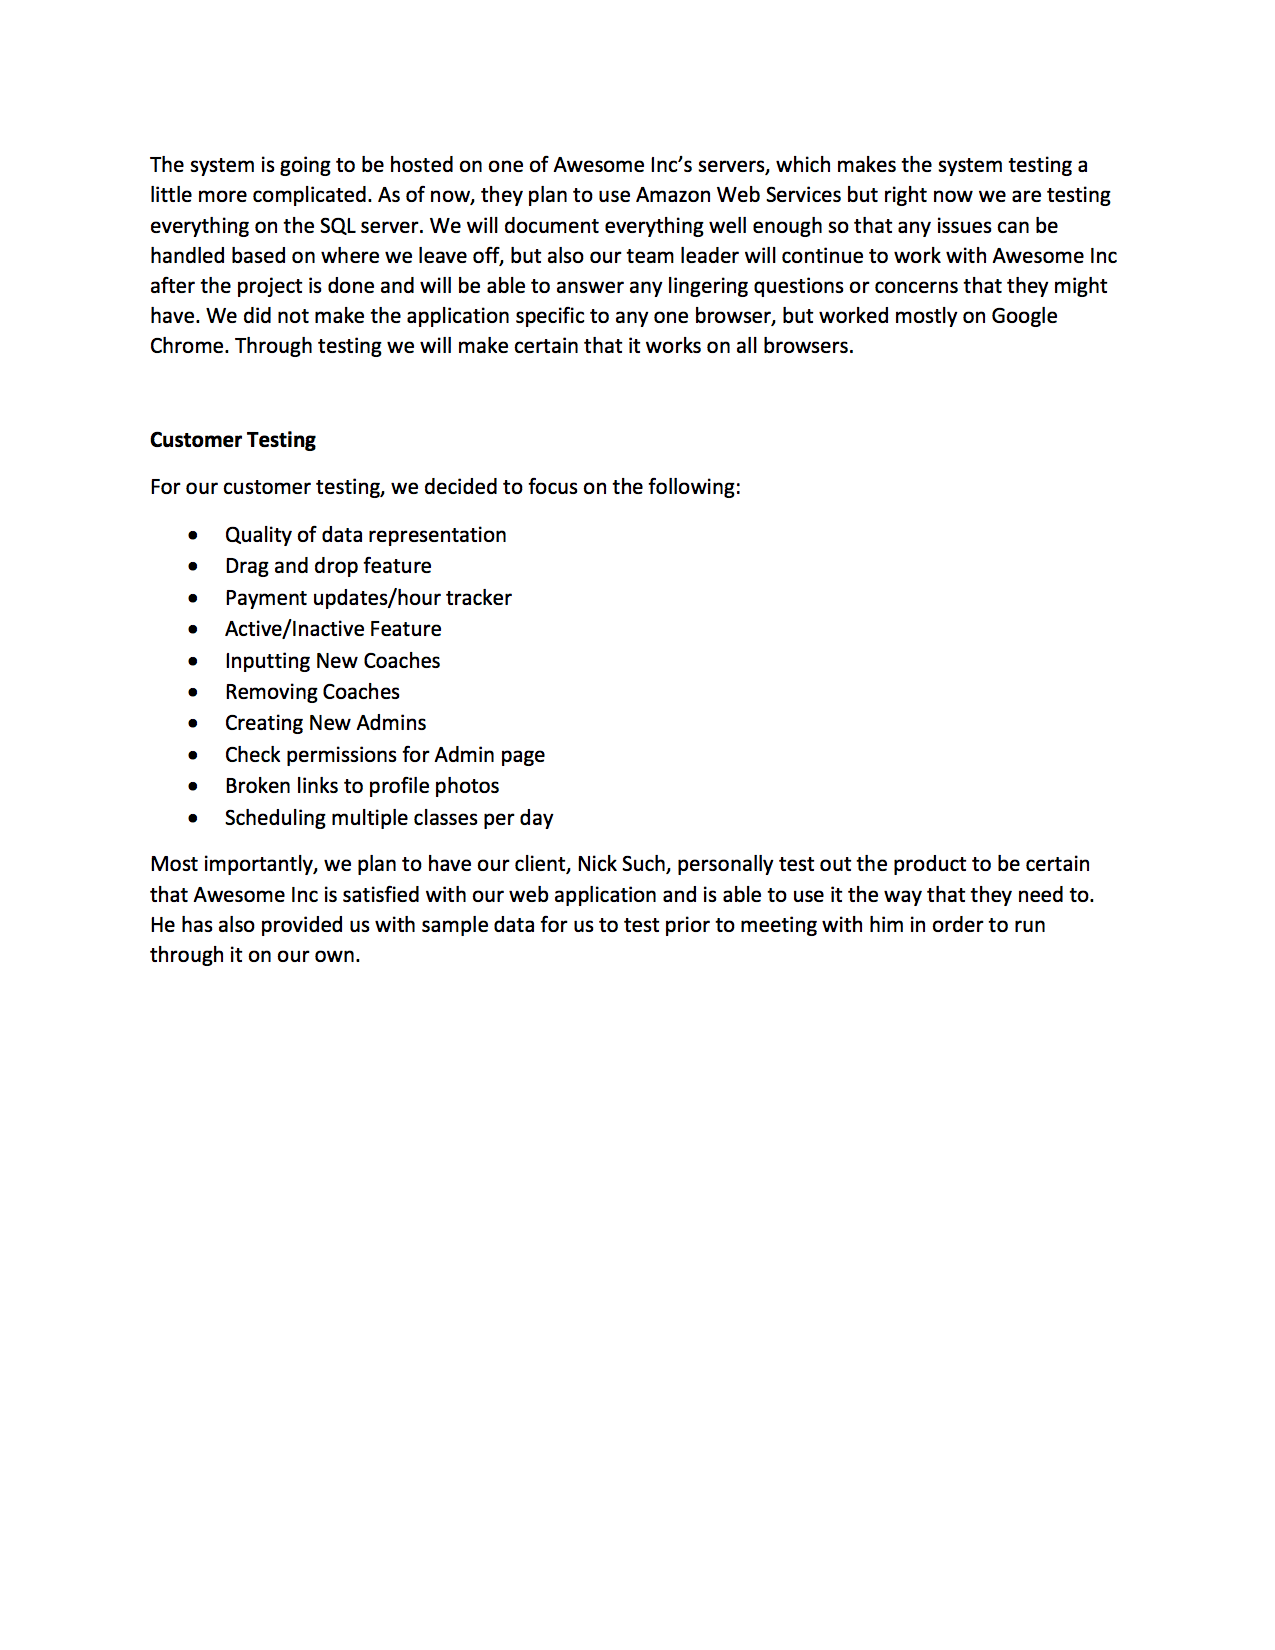 The system is going to be hosted on one of Awesome Inc’s servers, which makes the system testing a
little more complicated. As of now, they plan to use Amazon Web Services but right now we are testing
everything on the SQL server. We will document everything well enough so that any issues can be
handled based on where we leave off, but also our team leader will continue to work with Awesome Inc
after the project is done and will be able to answer any lingering questions or concerns that they might
have. We did not make the application specific to any one browser, but worked mostly on Google
Chrome. Through testing we will make certain that it works on all browsers.
Customer Testing
For our customer testing, we decided to focus on the following:
• Quality of data representation
• Drag and drop feature
• Payment updates/hour tracker
• Active/Inactive Feature
• Inputting New Coaches
• Removing Coaches
• Creating New Admins
• Check permissions for Admin page
• Broken links to profile photos
• Scheduling multiple classes per day
Most importantly, we plan to have our client, Nick Such, personally test out the product to be certain
that Awesome Inc is satisfied with our web application and is able to use it the way that they need to.
He has also provided us with sample data for us to test prior to meeting with him in order to run
through it on our own.